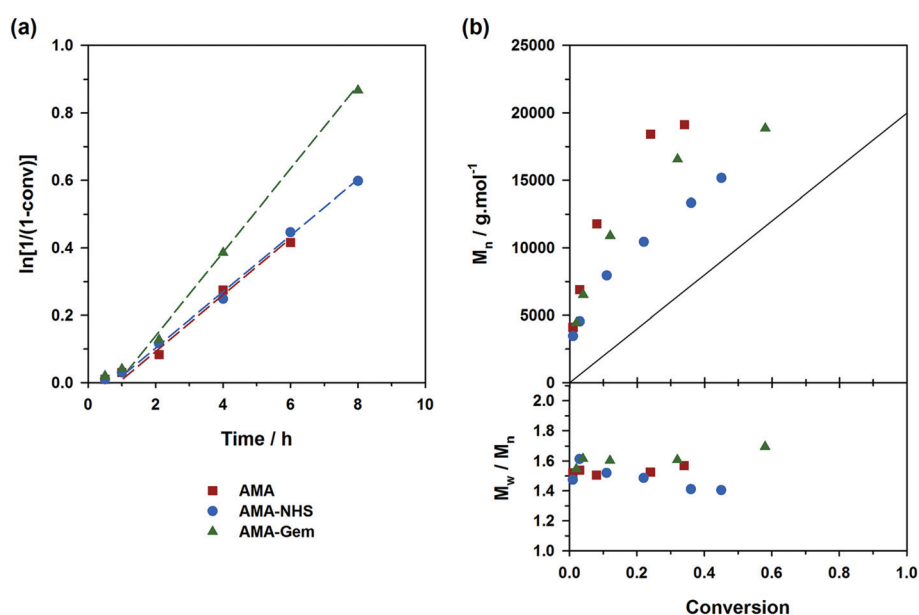 (a)
1.0
0.8
0.6
0.4
0.2
0.0
ln[1/(1-conv)]
0 2 4 6 8 10
Time / h
AMA
AMA-NHS
AMA-Gem
(b)
25000
20000
15000
10000
5000
0
Mn / g.mol-1
2.0
1.8
1.6
1.4
1.2
1.0
Mw / Mn
0.0 0.2 0.4 0.6 0.8 1.0
Conversion